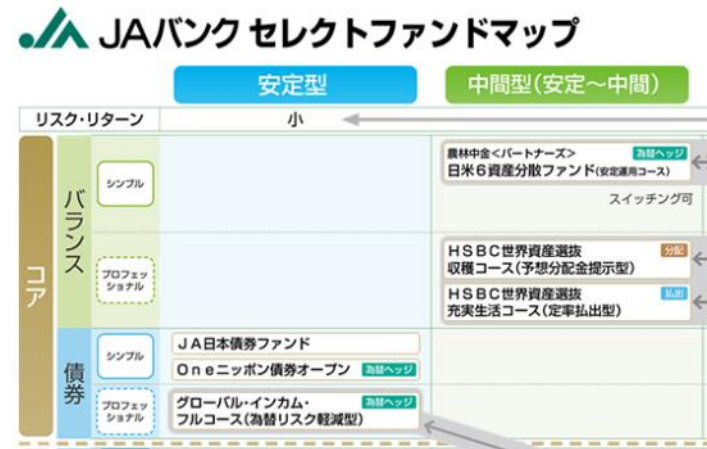 JAバンク セレクトファンドマップ
安定型
中間型(安定～中間)
リスク・リターン
小
コア
バランス
シンプル
農林中金<パートナーズ>
為替ヘッジ
日米6資産分散ファンド(安定運用コース)
スイッチング可
プロフェッ
ショナル
HSBC世界資産選抜
分配
収穫コース(予想分配金提示型)
HSBC世界資産選抜
払出
充実生活コース(定率払出型)
債券
シンプル
JA日本債券ファンド
Oneニッポン債券オープン
為替ヘッジ
プロフェッ
ショナル
グローバル・インカム・
為替ヘッジ
フルコース(為替リスク軽減型)